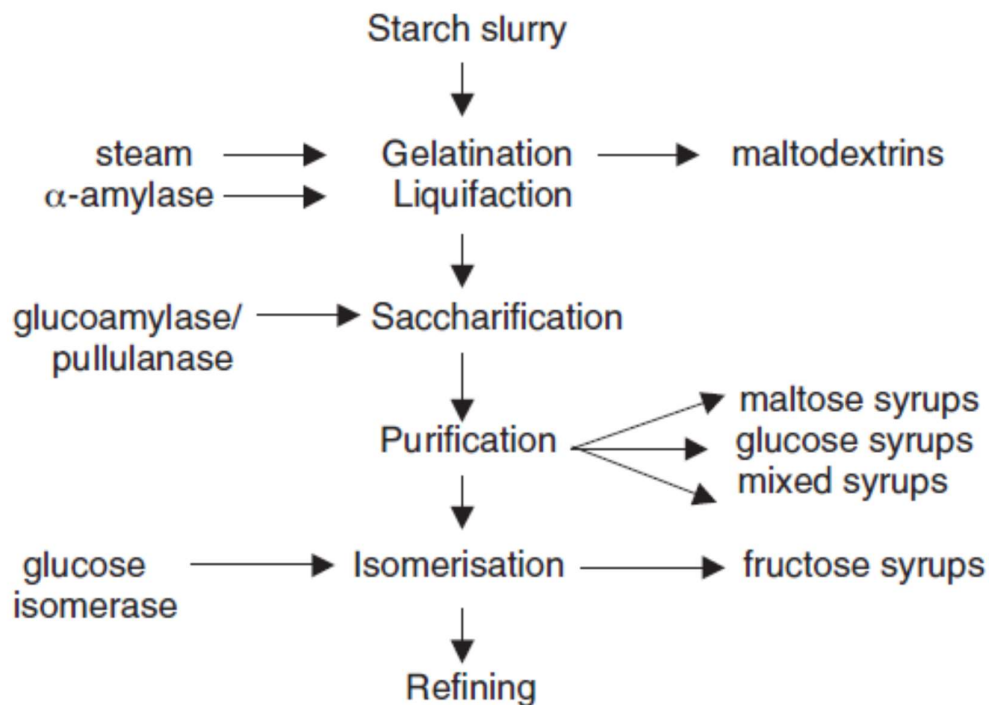 Starch slurry
steam Gelatination maltodextrins
α-amylase Liquifaction
glucoamylase/ Saccharification
pullulanase
maltose syrups
Purification glucose syrups
mixed syrups
glucose Isomerisation fructose syrups
isomerase
Refining